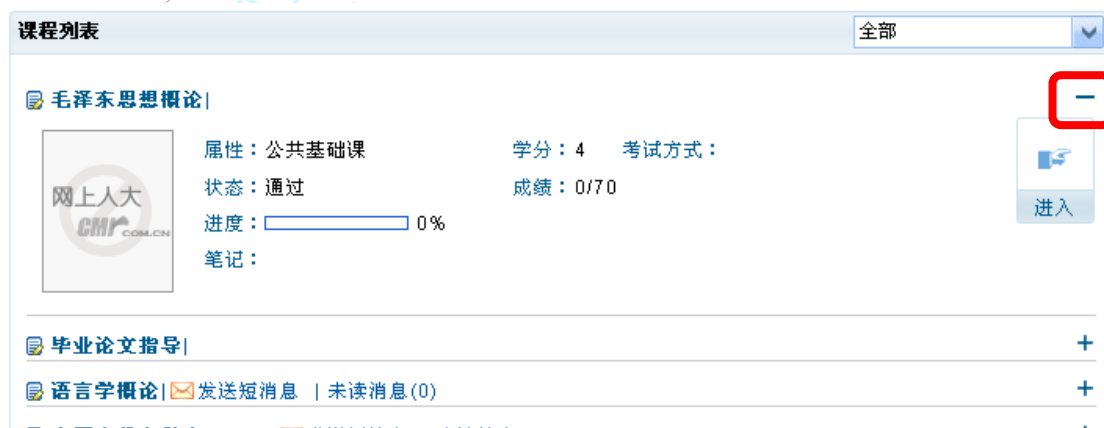 课程列表 全部
毛泽东思想概论|
属性：公共基础课 学分：4 考试方式：
状态：通过 成绩：0/70
进度： 0%
笔记：
网上人大
CMR COM.CN
进入
毕业论文指导|
语言学概论| 发送短消息 | 未读消息(0)